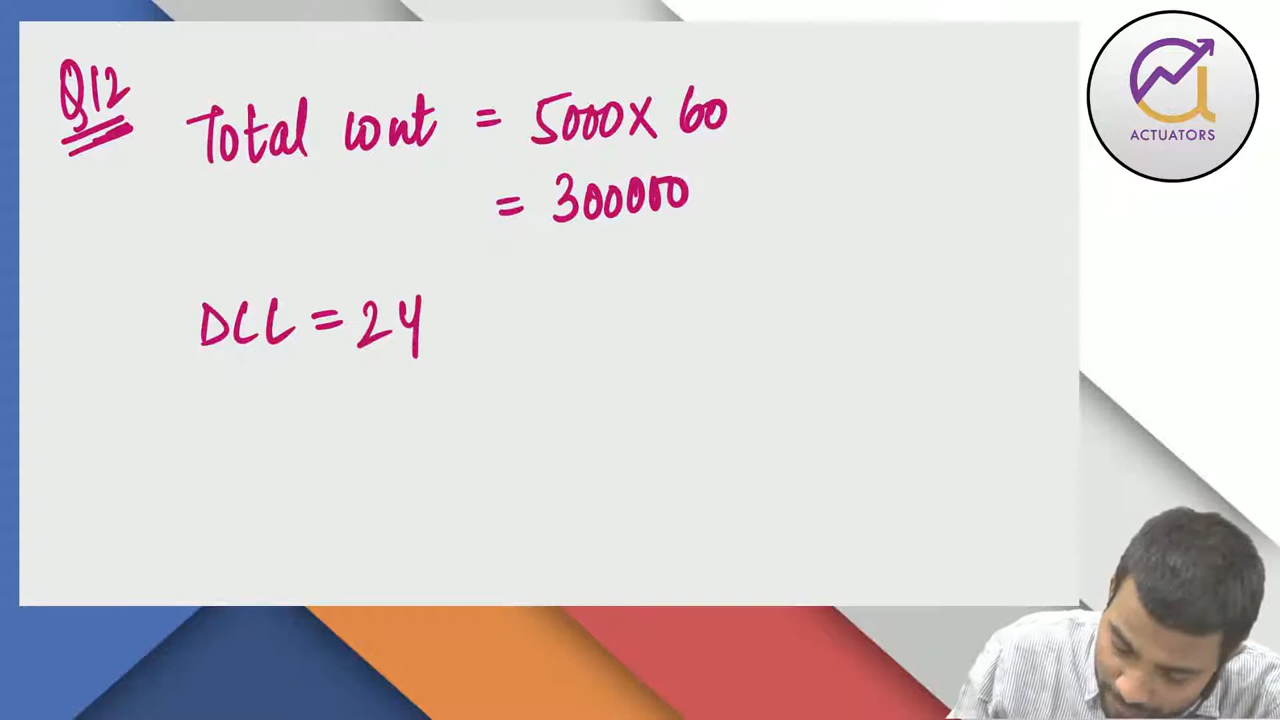 Q12
Total cont = 5000 x 60
= 300000
DCL = 24
ACTUATORS